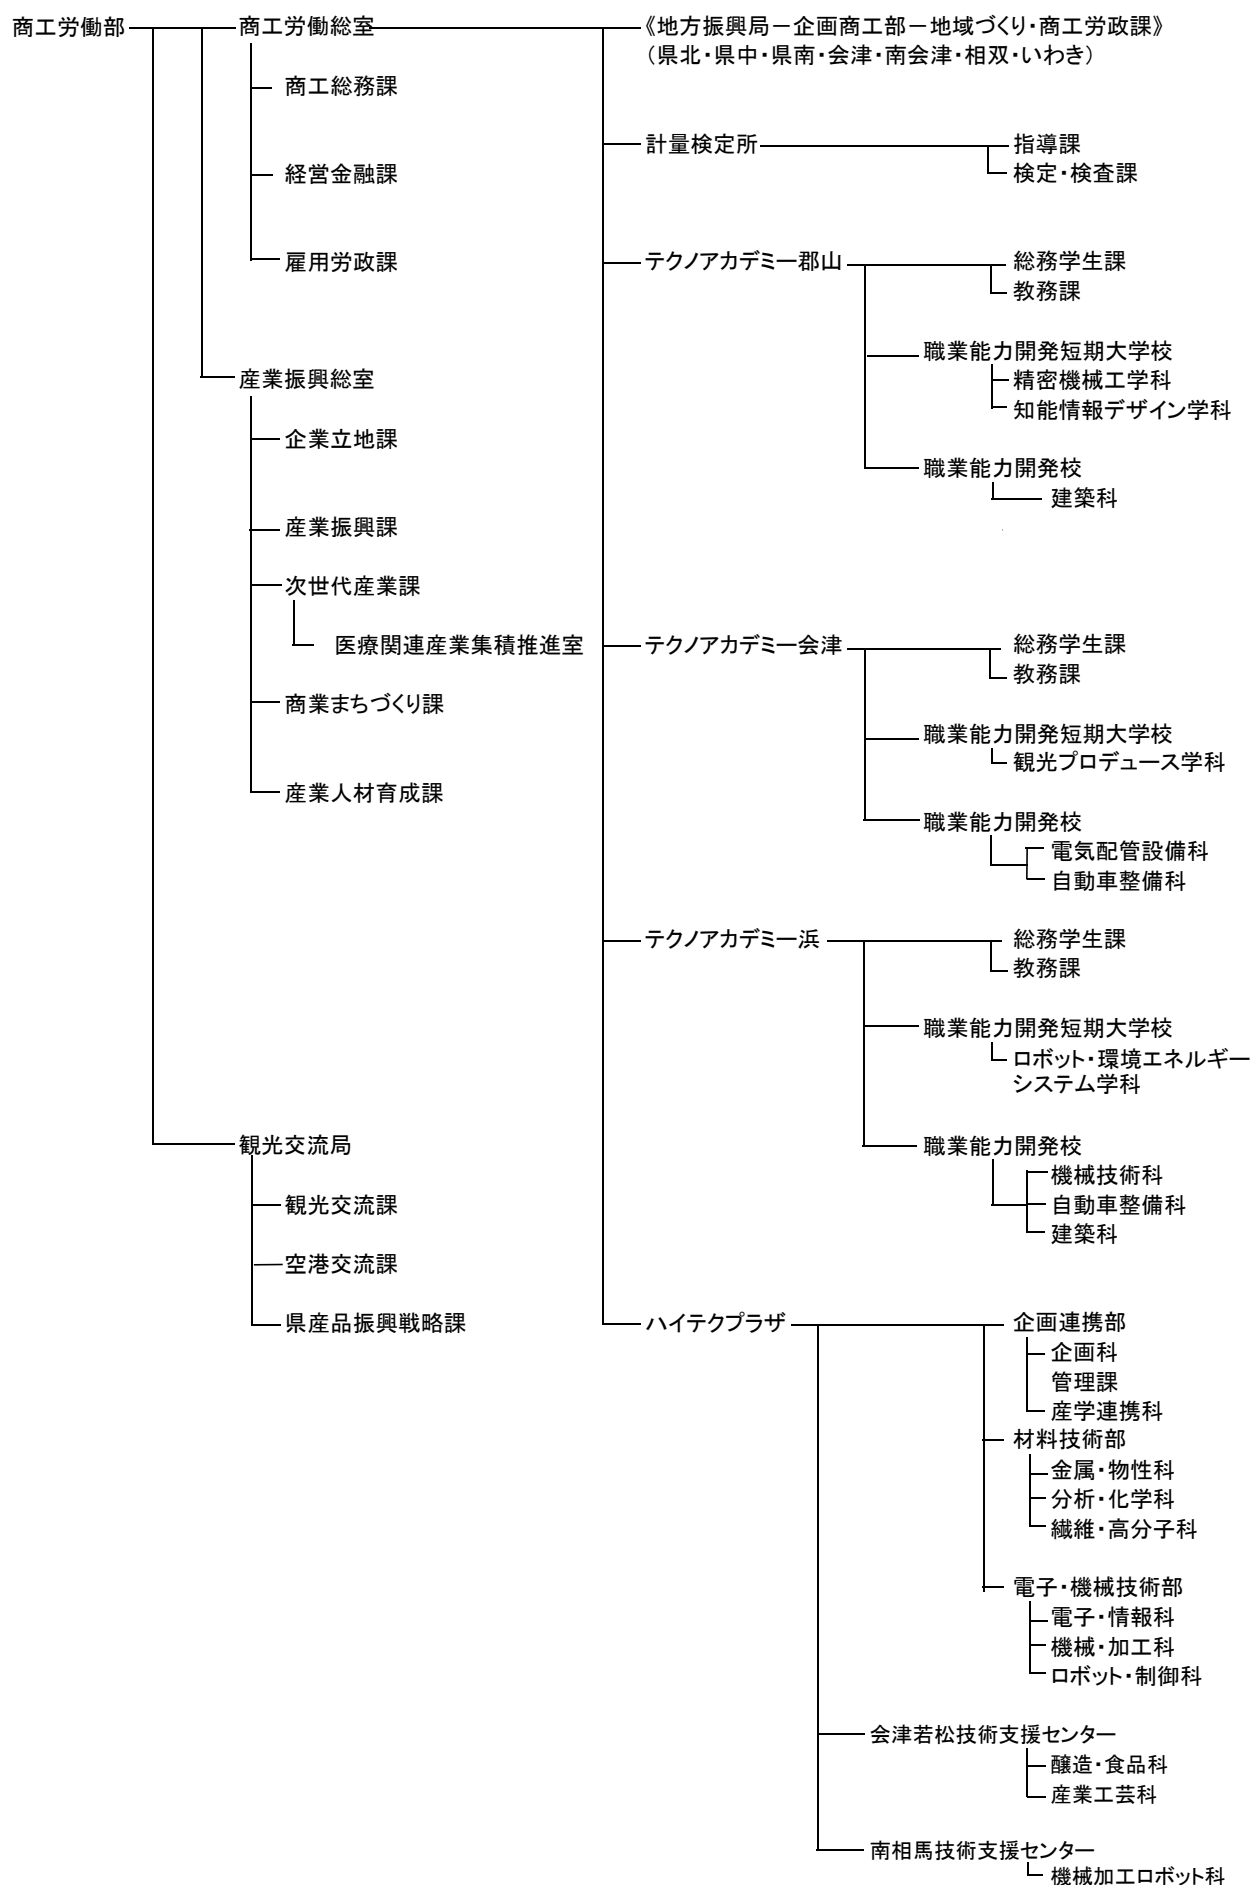 商工労働部
商工労働総室
商工総務課
経営金融課
雇用労政課
産業振興総室
企業立地課
産業振興課
次世代産業課
医療関連産業集積推進室
商業まちづくり課
産業人材育成課
観光交流局
観光交流課
空港交流課
県産品振興戦略課
《地方振興局－企画商工部－地域づくり・商工労政課》
（県北・県中・県南・会津・南会津・相双・いわき）
計量検定所
指導課
検定・検査課
テクノアカデミー郡山
総務学生課
教務課
職業能力開発短期大学校
精密機械工学科
知能情報デザイン学科
職業能力開発校
建築科
テクノアカデミー会津
総務学生課
教務課
職業能力開発短期大学校
観光プロデュース学科
職業能力開発校
電気配管設備科
自動車整備科
テクノアカデミー浜
総務学生課
教務課
職業能力開発短期大学校
ロボット・環境エネルギー
システム学科
職業能力開発校
機械技術科
自動車整備科
建築科
ハイテクプラザ
企画連携部
企画科
管理課
産学連携科
材料技術部
金属・物性科
分析・化学科
繊維・高分子科
電子・機械技術部
電子・情報科
機械・加工科
ロボット・制御科
会津若松技術支援センター
醸造・食品科
産業工芸科
南相馬技術支援センター
機械加工ロボット科